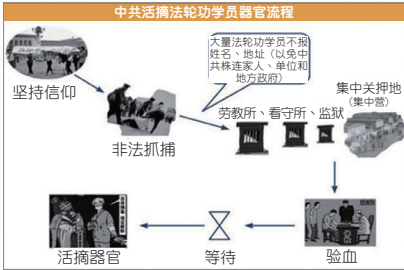 中共活摘法轮功学员器官流程
大量法轮功学员不报
姓名、地址（以免中
共株连家人、单位和
地方政府）
坚持信仰
非法抓捕
劳教所、看守所、监狱
集中关押地
(集中营)
活摘器官
等待
验血